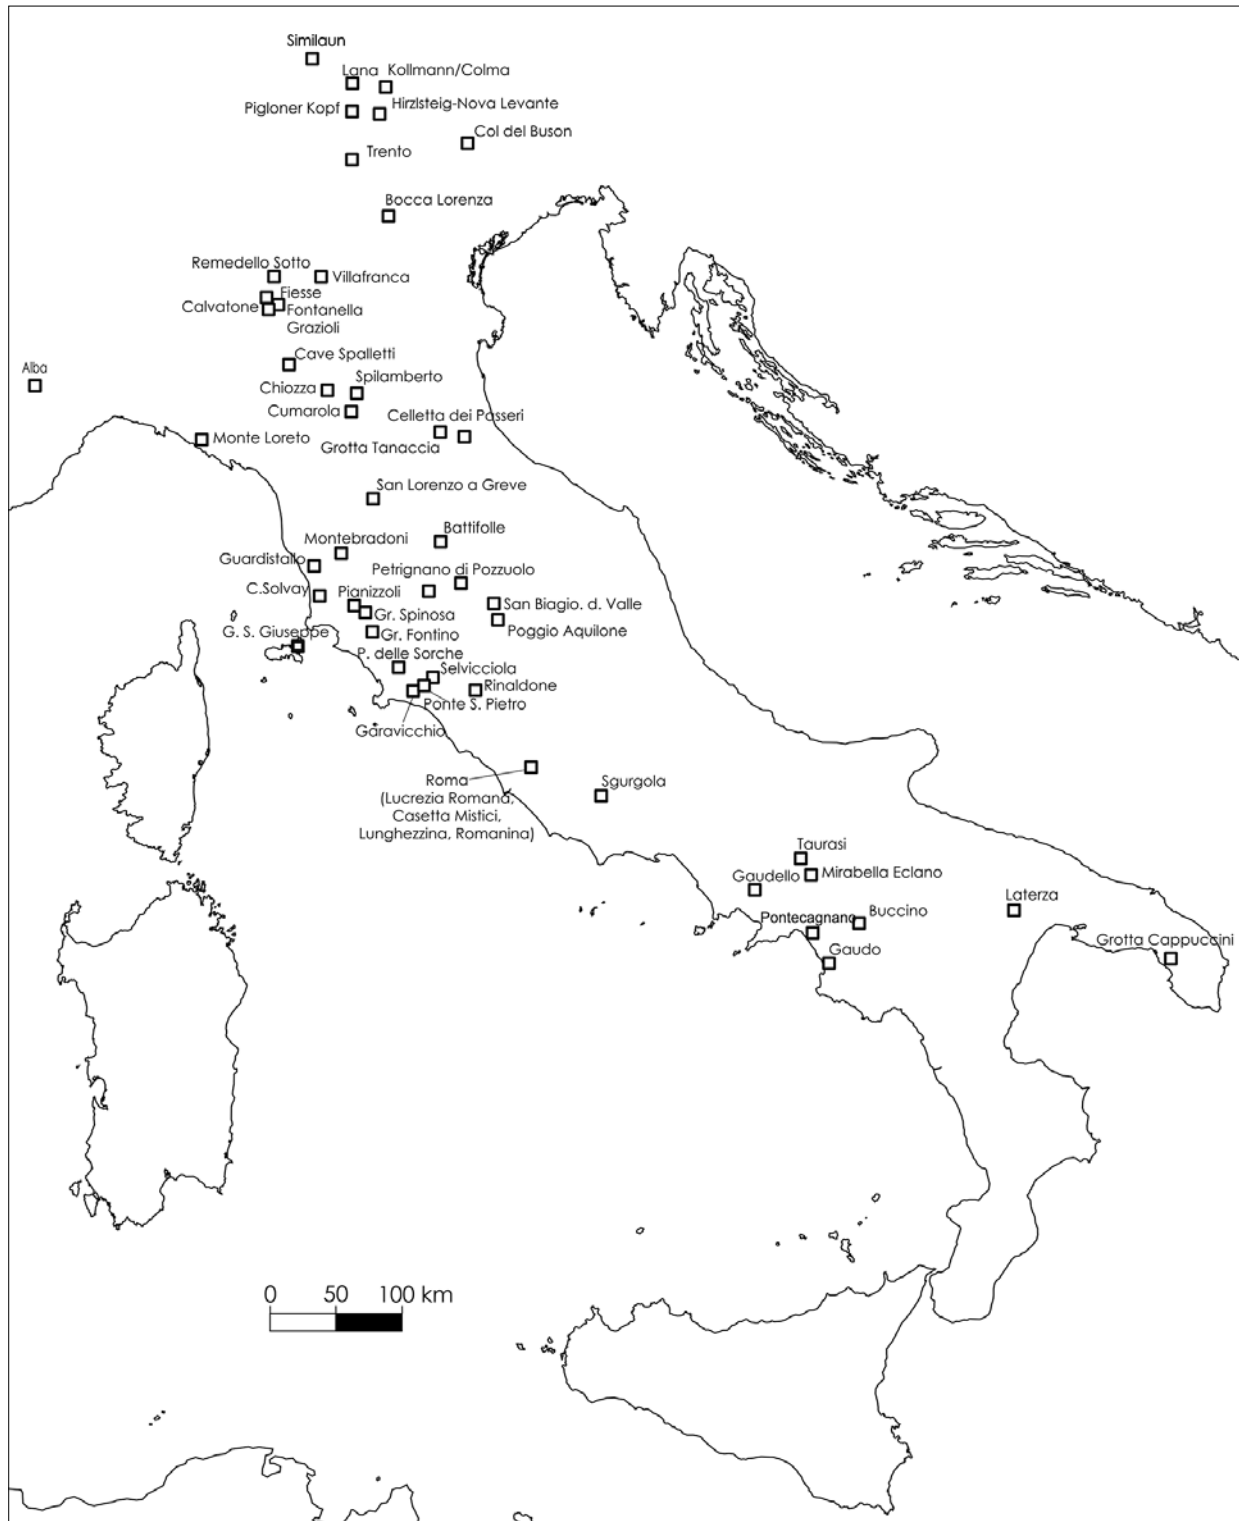 Similaun
Lana
Kollmann/Colma
Pigloner Kopf
Hirzlsteig-Nova Levante
Col del Buson
Trento
Bocca Lorenza
Remedello Sotto
Villafranca
Fiesse
Calvatone
Fontanella
Grazioli
Cave Spalletti
Alba
Chiozza
Spilamberto
Cumarola
Celletta dei Passeri
Monte Loreto
Grotta Tanaccia
San Lorenzo a Greve
Battifolle
Montebradoni
Guardistallo
Petrignano di Pozzuolo
C.Solvay
Pianizzoli
San Biagio. d. Valle
Gr. Spinosa
Poggio Aquilone
G. S. Giuseppe
Gr. Fontino
P. delle Sorche
Selvicciola
Rinaldone
Ponte S. Pietro
Garavicchio
Roma
(Lucrezia Romana,
Casetta Mistici,
Lunghezzina, Romanina)
Sgurgola
Taurasi
Gaudello
Mirabella Eclano
Laterza
Pontecagnano
Buccino
Grotta Cappuccini
Gaudo
0 50 100 km